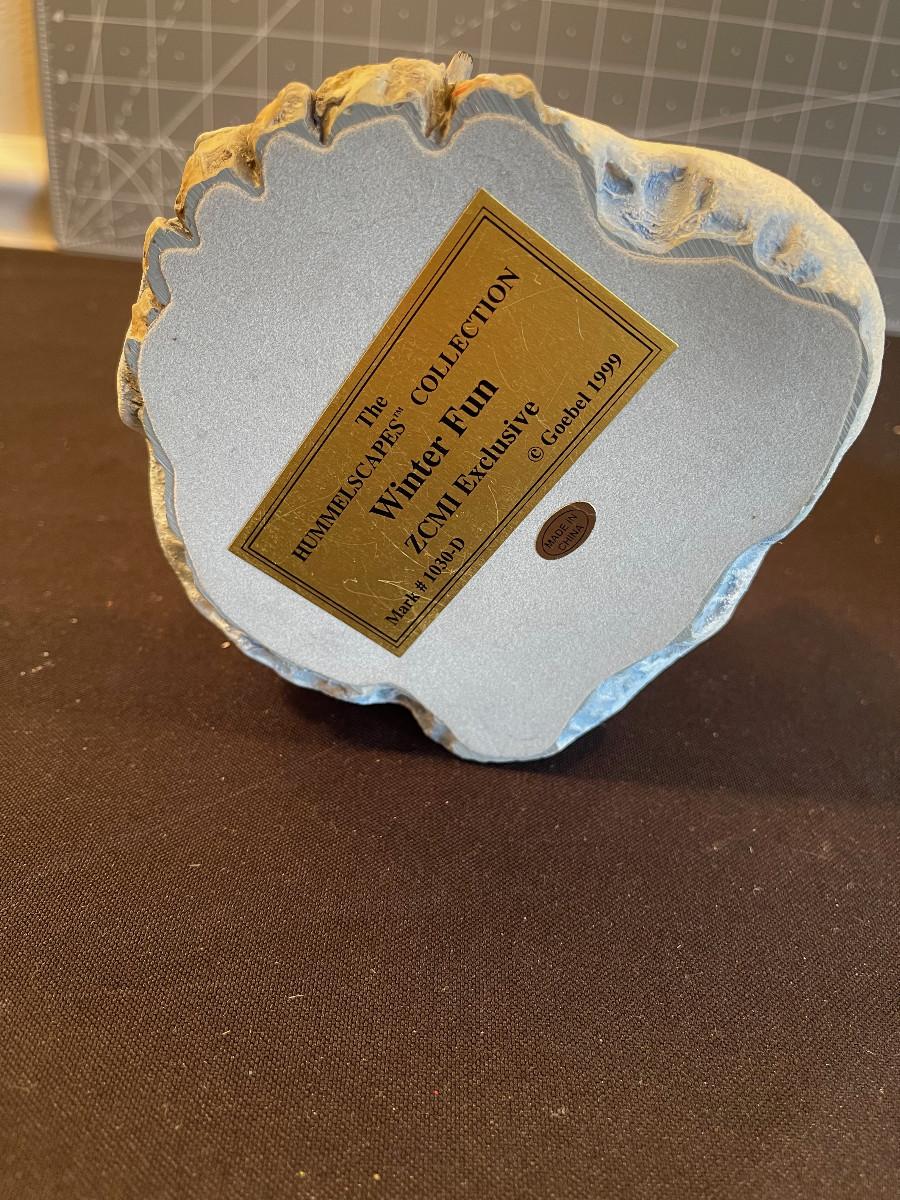 The
HUMMELSCAPES™ COLLECTION
Winter Fun
ZCMI Exclusive
Mark # 1030-D © Goebel 1999
MADE IN
CHINA